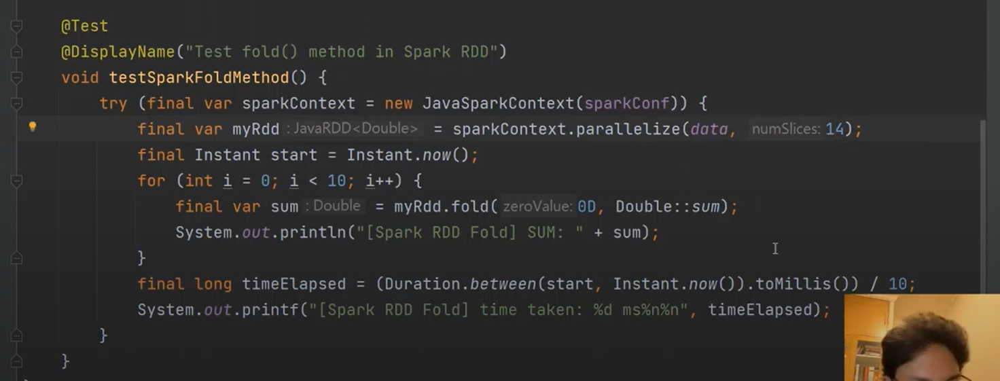 @Test
@DisplayName("Test fold() method in Spark RDD")
void testSparkFoldMethod() {
try (final var sparkContext = new JavaSparkContext(sparkConf)) {
final var myRdd : JavaRDD<Double> = sparkContext.parallelize(data, numSlices: 14);
final Instant start = Instant.now();
for (int i = 0; i < 10; i++) {
final var sum : Double = myRdd.fold( zeroValue: 0D, Double::sum);
System.out.println("[Spark RDD Fold] SUM: " + sum);
}
final long timeElapsed = (Duration.between(start, Instant.now()).toMillis()) / 10;
System.out.printf("[Spark RDD Fold] time taken: %d ms%n%n", timeElapsed);
}
}